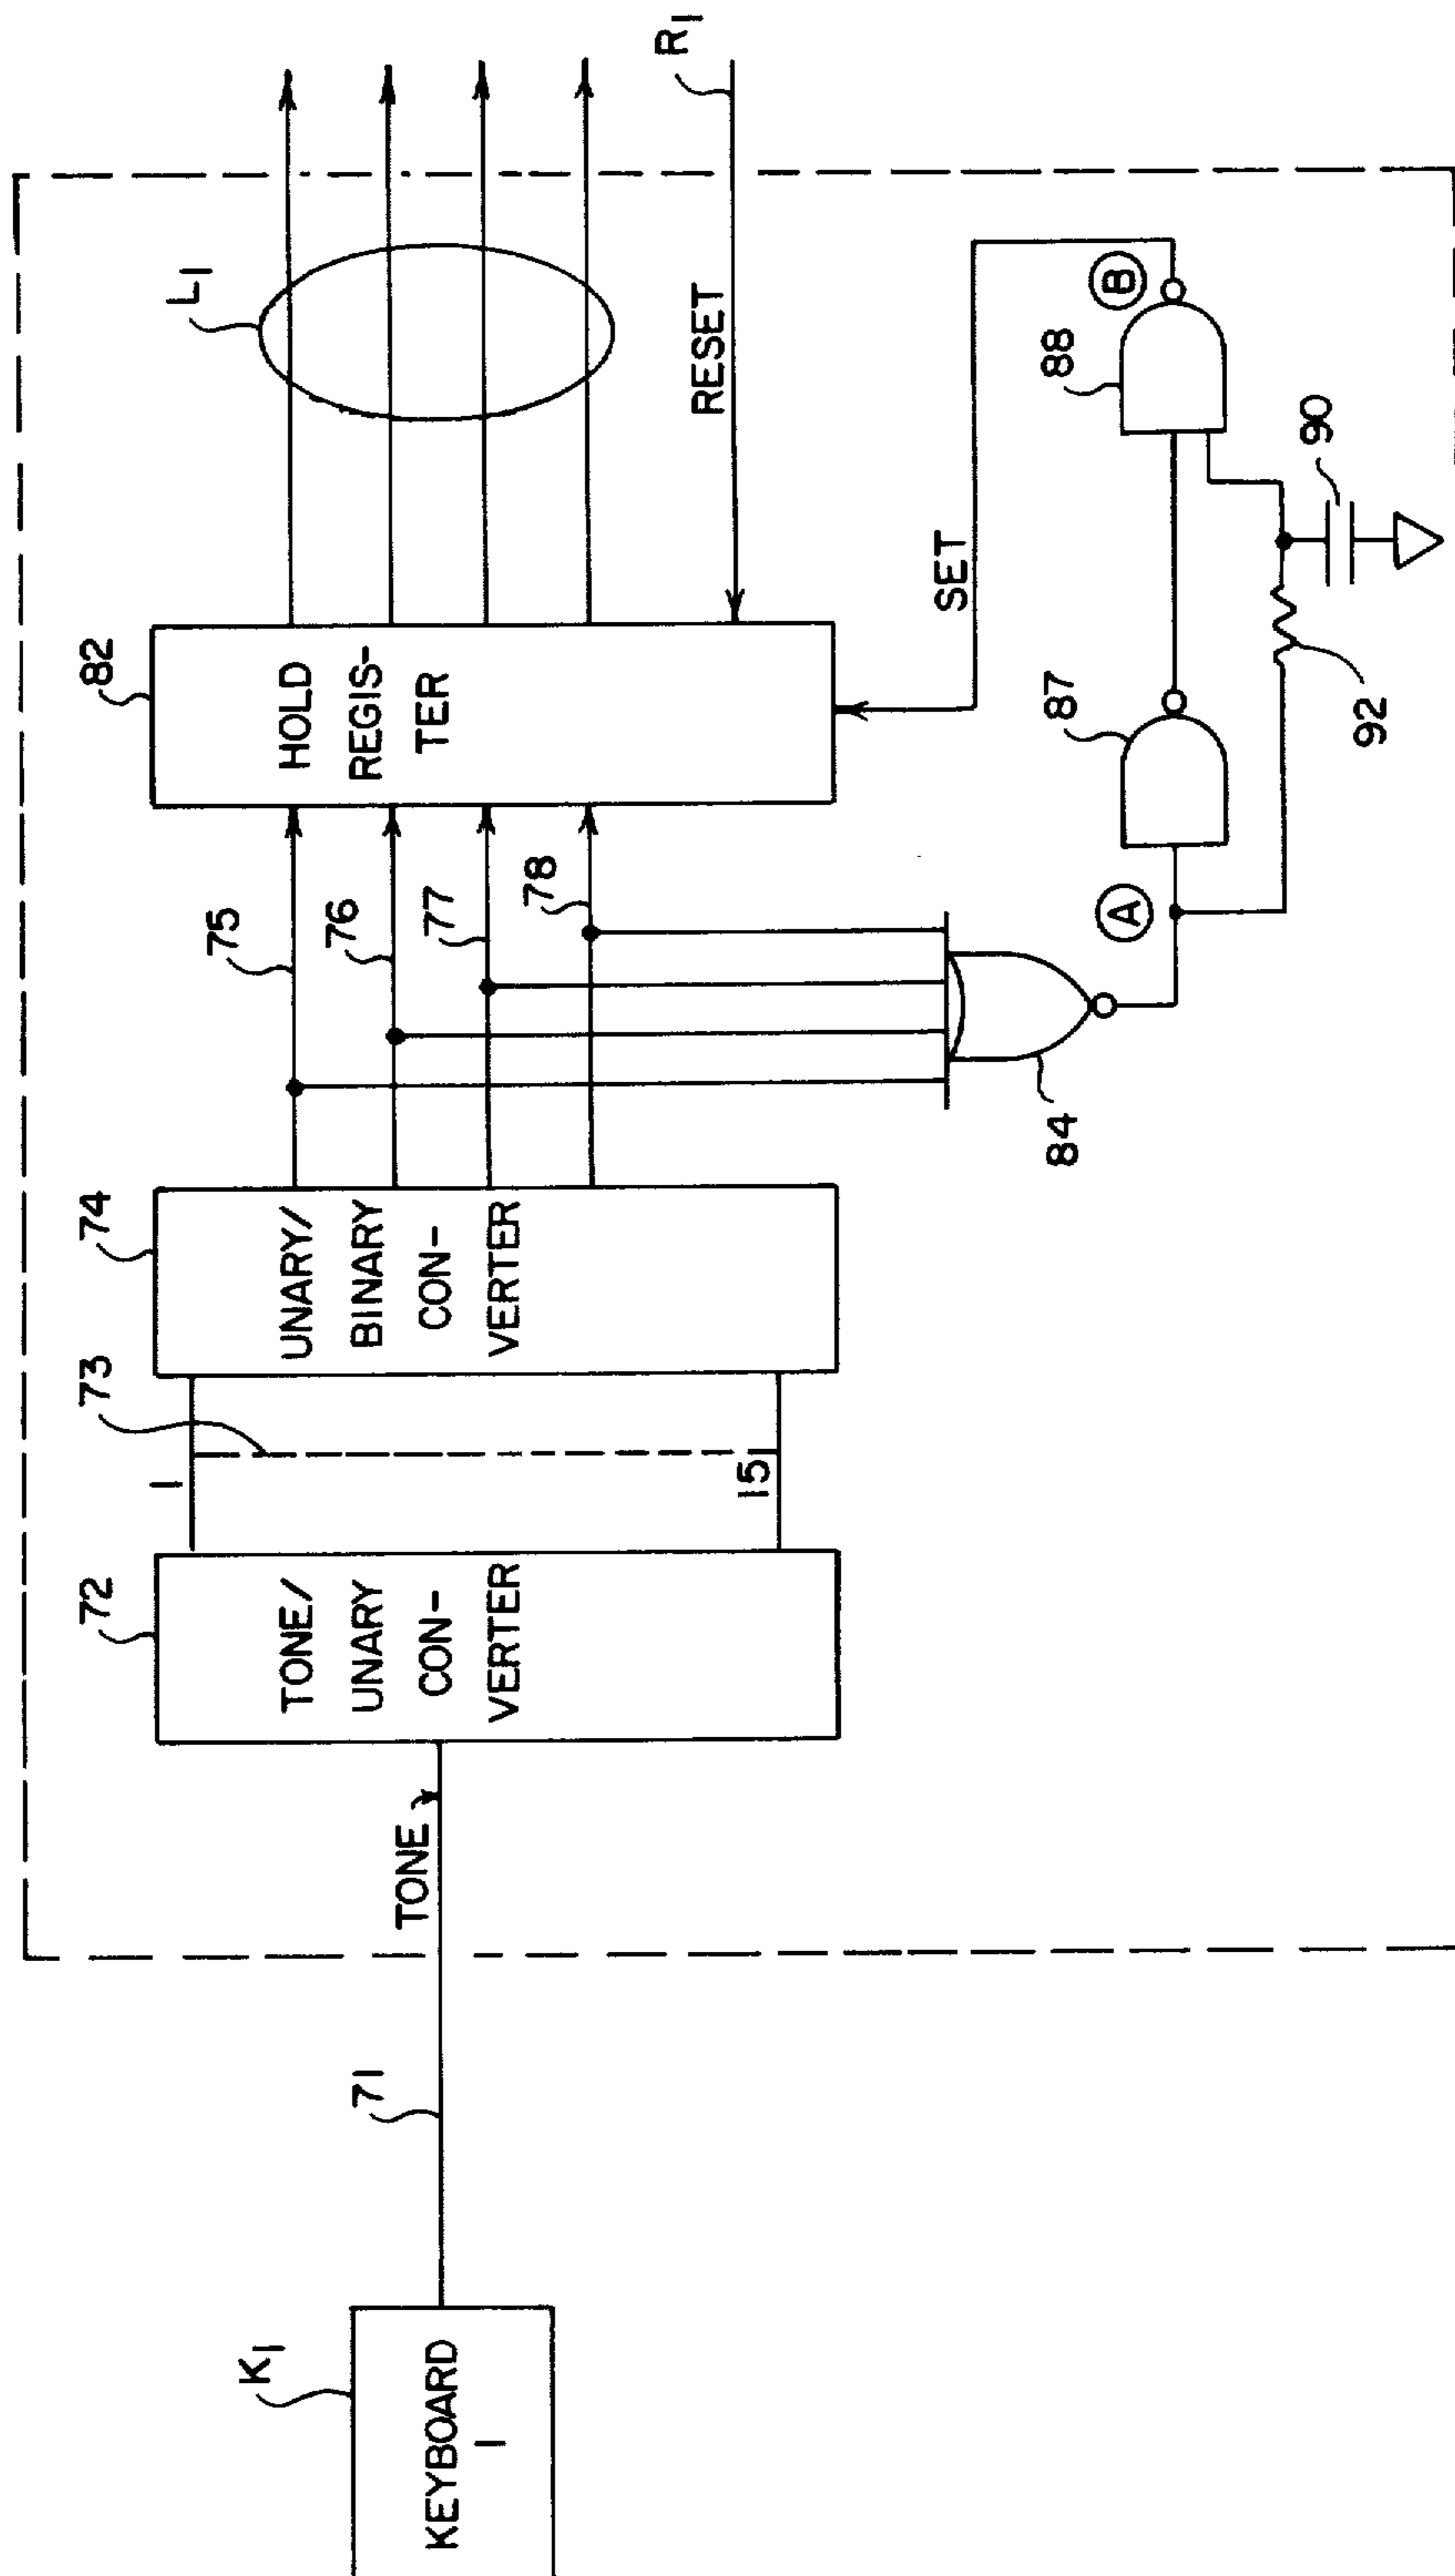 K1
KEYBOARD
1
71
TONE
72
TONE/
UNARY
CON-
VERTER
1
73
15
74
UNARY/
BINARY
CON-
VERTER
75
76
77
78
82
HOLD
REGIS-
TER
L1
R1
RESET
SET
84
A
87
88
B
90
92